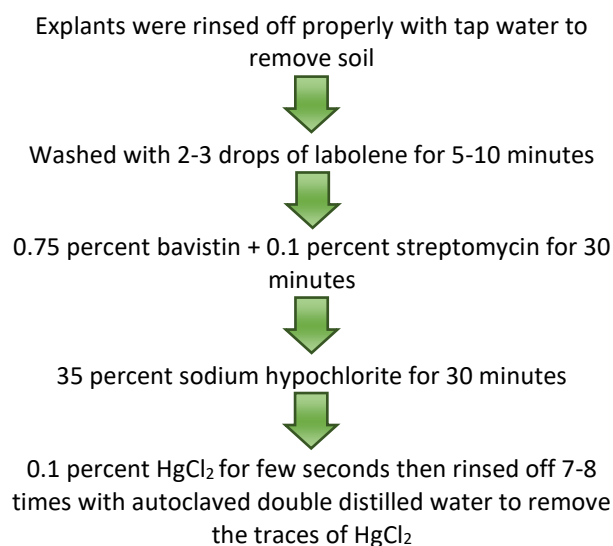 Explants were rinsed off properly with tap water to
remove soil
Washed with 2-3 drops of labolene for 5-10 minutes
0.75 percent bavistin + 0.1 percent streptomycin for 30
minutes
35 percent sodium hypochlorite for 30 minutes
0.1 percent HgCl₂ for few seconds then rinsed off 7-8
times with autoclaved double distilled water to remove
the traces of HgCl₂